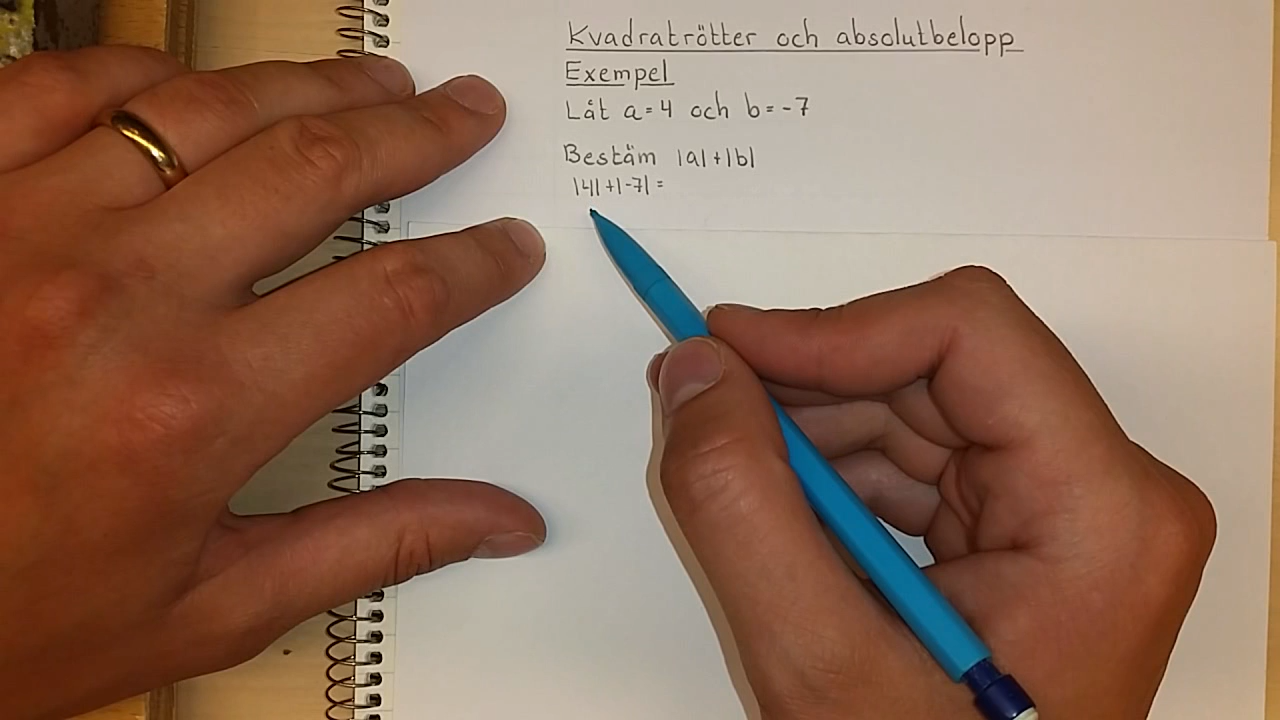 Kvadratrötter och absolutbelopp
Exempel
Låt a=4 och b=-7
Bestäm |a|+|b|
|4|+|-7|=